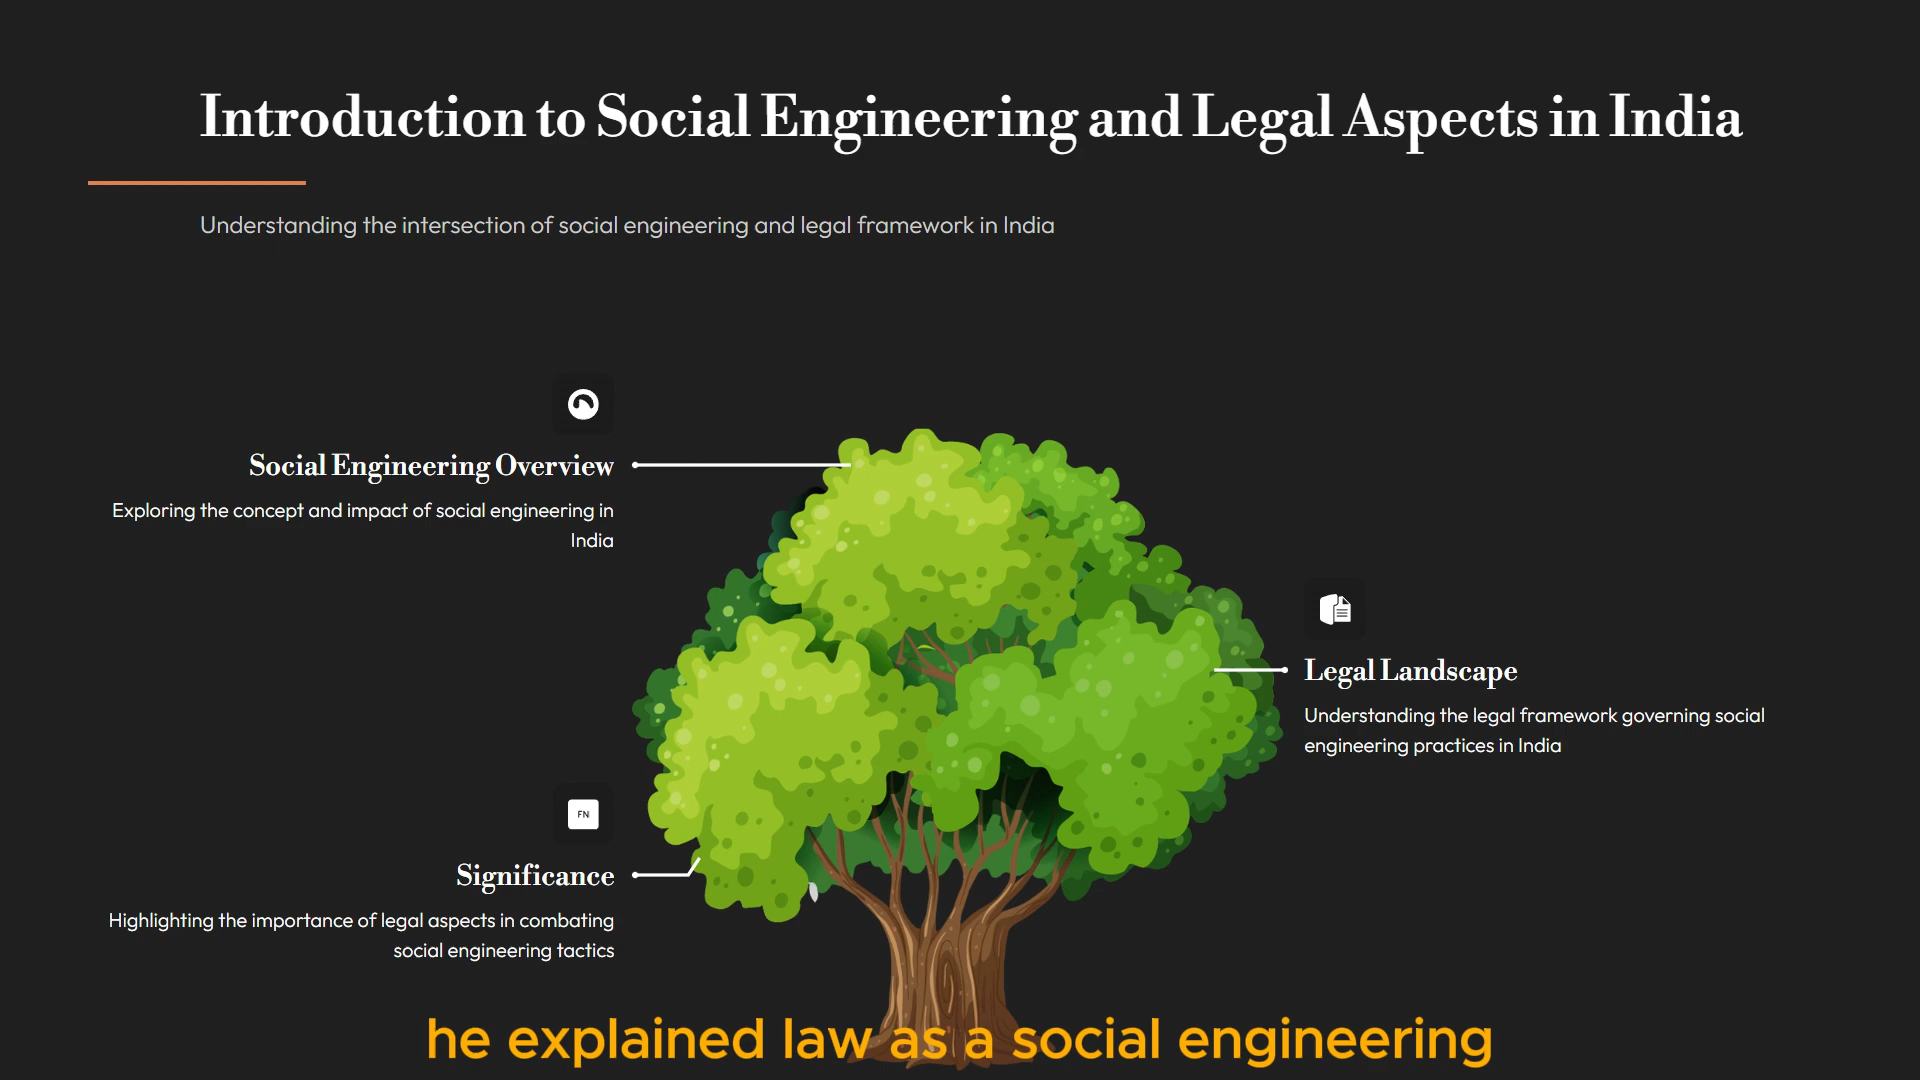 Introduction to Social Engineering and Legal Aspects in India
Understanding the intersection of social engineering and legal framework in India
Social Engineering Overview
Exploring the concept and impact of social engineering in
India
Legal Landscape
Understanding the legal framework governing social
engineering practices in India
FN
Significance
Highlighting the importance of legal aspects in combating
social engineering tactics
he explained law as a social engineering